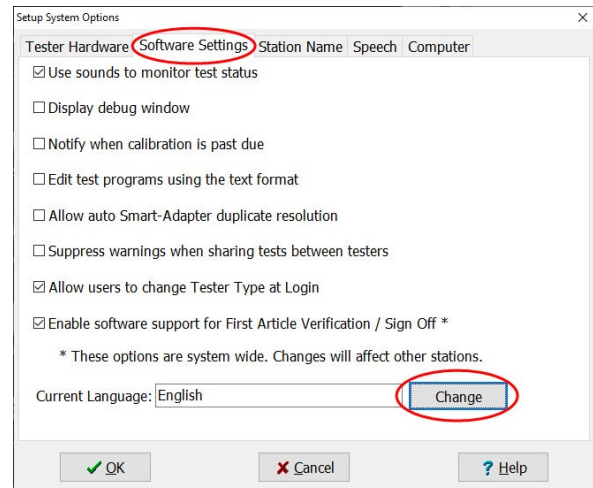 Setup System Options
Tester Hardware Software Settings Station Name Speech Computer
Use sounds to monitor test status
Display debug window
Notify when calibration is past due
Edit test programs using the text format
Allow auto Smart-Adapter duplicate resolution
Suppress warnings when sharing tests between testers
Allow users to change Tester Type at Login
Enable software support for First Article Verification / Sign Off *
* These options are system wide. Changes will affect other stations.
Current Language: English Change
OK Cancel ? Help